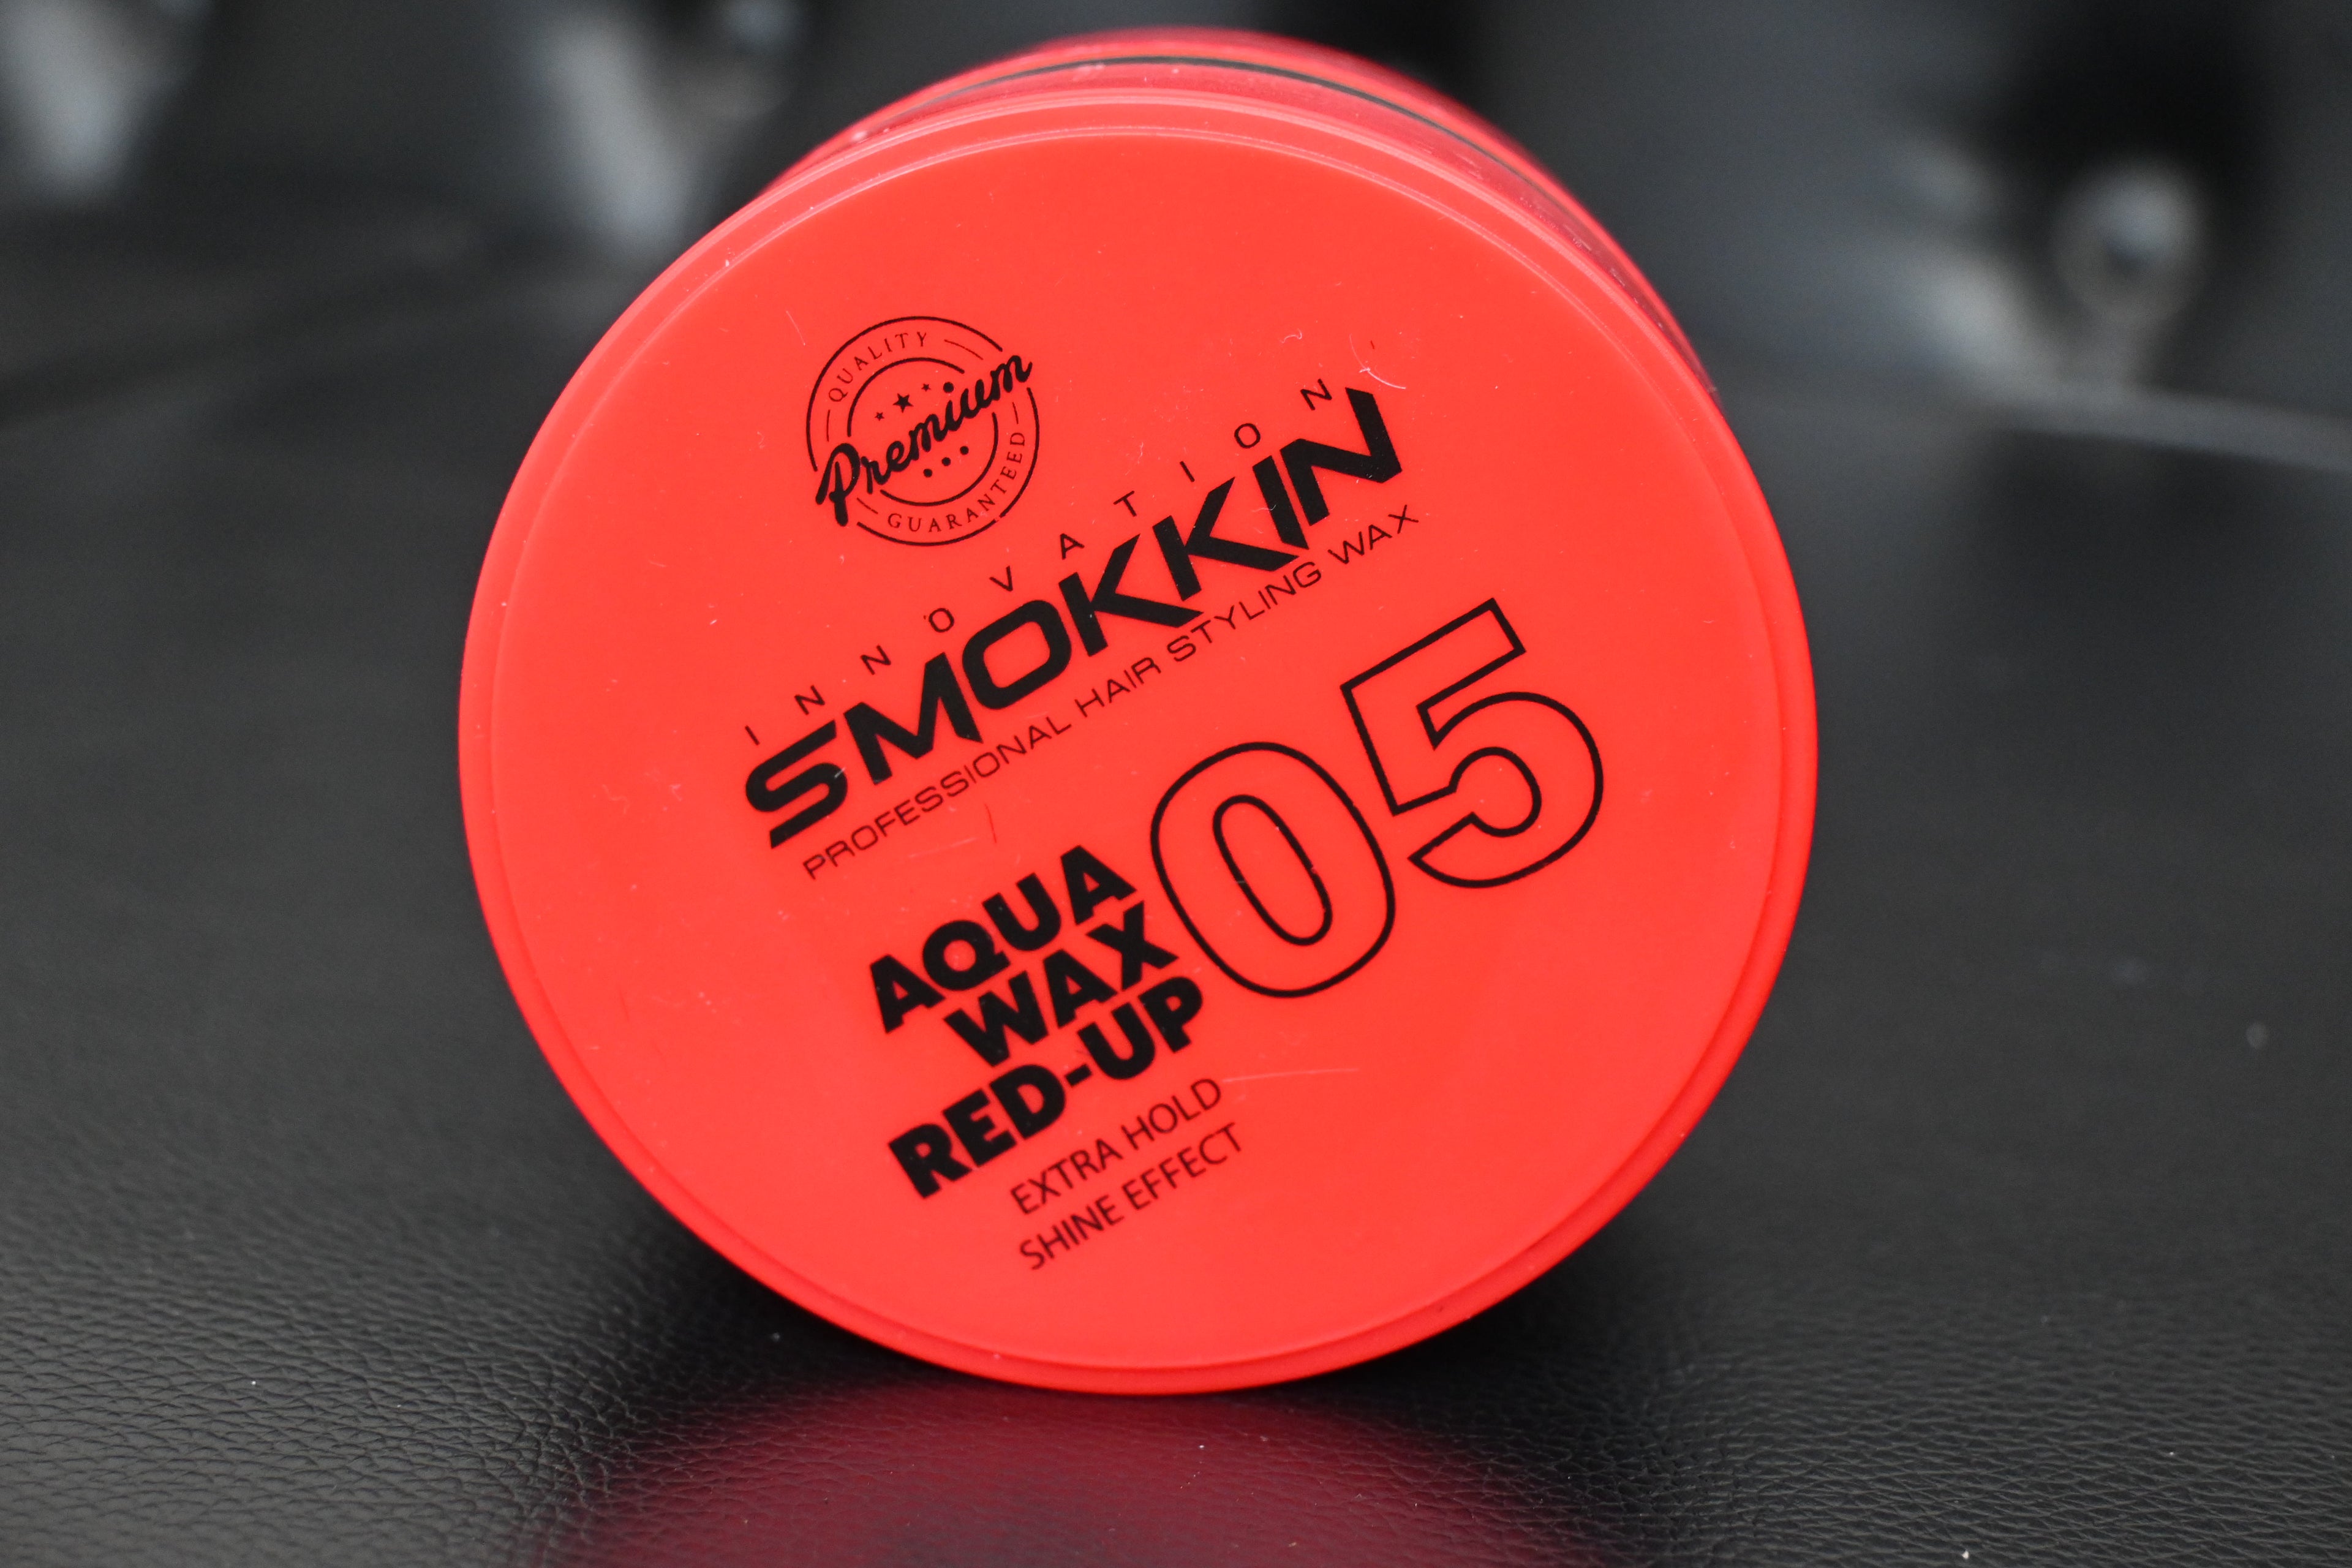 QUALITY
Premium
GUARANTEED
INNOVATION
SMOKKIN
PROFESSIONAL HAIR STYLING WAX
05
AQUA
WAX
RED-UP
EXTRA HOLD
SHINE EFFECT